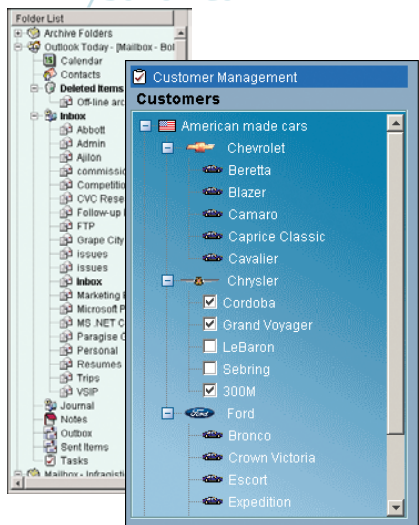 Folder List
Archive Folders
Outlook Today - [Mailbox - Bol
Calendar
Contacts
Deleted Items
Off-line arc
Inbox
Abbott
Admin
Ajilon
commissio
Competitio
CVC Rese
Follow-up
FTP
Grape City
issues
issues
Inbox
Marketing
Microsoft P
MS .NET C
Paragise C
Personal
Resumes
Trips
VSIP
Journal
Notes
Outbox
Sent Items
Tasks
Mailbox - Infragisti
Customer Management
Customers
American made cars
Chevrolet
Beretta
Blazer
Camaro
Caprice Classic
Cavalier
Chrysler
Cordoba
Grand Voyager
LeBaron
Sebring
300M
Ford
Bronco
Crown Victoria
Escort
Expedition